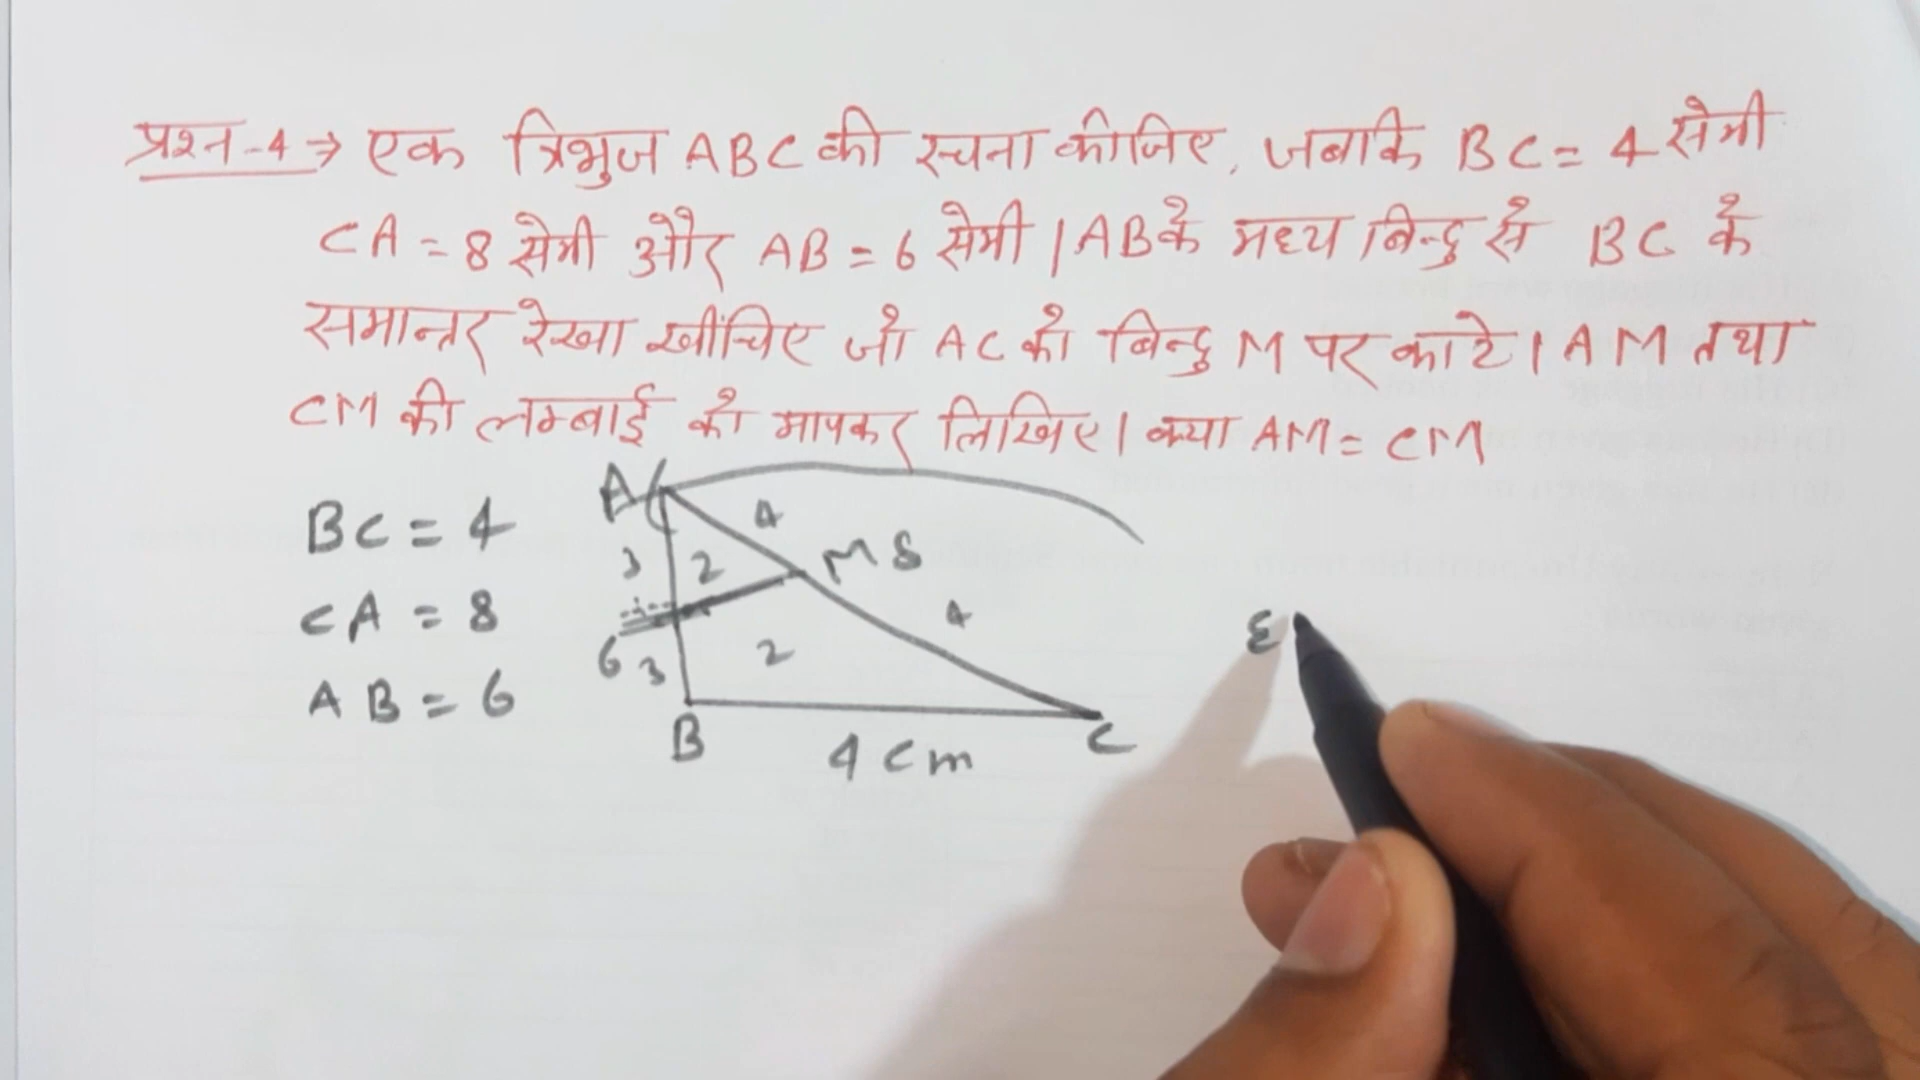 प्रश्न-4→ एक त्रिभुज ABC की रचना कीजिए, जबकि BC = 4 सेमी
CA = 8 सेमी और AB = 6 सेमी | AB के मध्य बिन्दु से BC के
समान्तर रेखा खींचिए जो AC को बिन्दु M पर काटे | AM तथा
CM की लम्बाई को मापकर लिखिए | क्या AM = CM
BC = 4
CA = 8
AB = 6
A
4
3 2 M 8
4
6 3 2
B C
4 cm